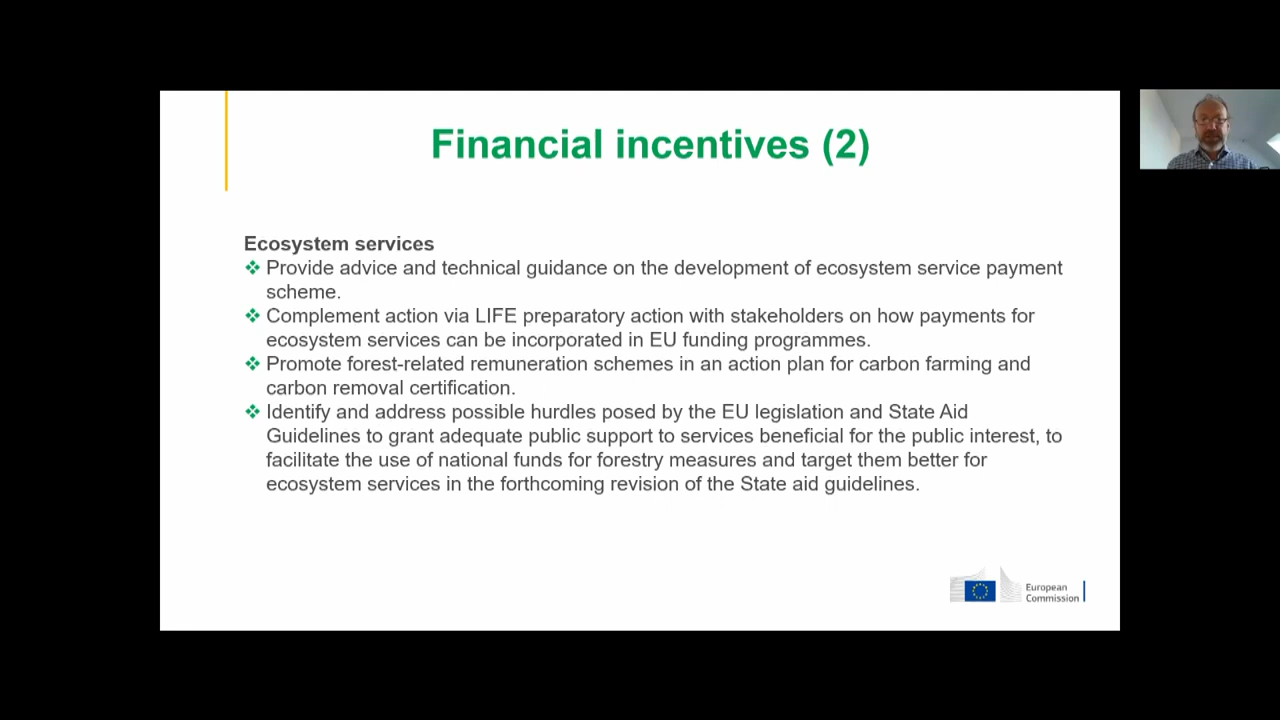 Financial incentives (2)
Ecosystem services
Provide advice and technical guidance on the development of ecosystem service payment
scheme.
Complement action via LIFE preparatory action with stakeholders on how payments for
ecosystem services can be incorporated in EU funding programmes.
Promote forest-related remuneration schemes in an action plan for carbon farming and
carbon removal certification.
Identify and address possible hurdles posed by the EU legislation and State Aid
Guidelines to grant adequate public support to services beneficial for the public interest, to
facilitate the use of national funds for forestry measures and target them better for
ecosystem services in the forthcoming revision of the State aid guidelines.
European
Commission